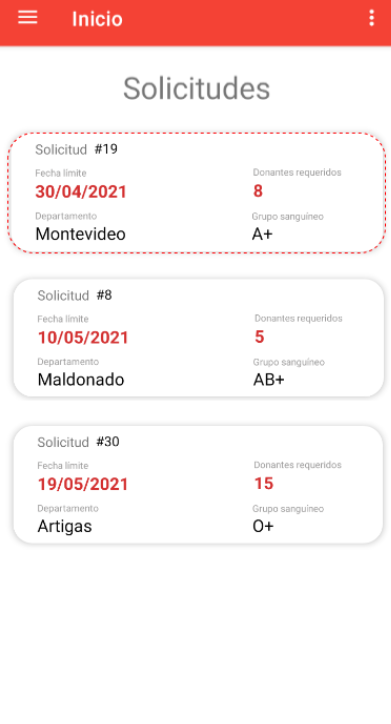 Inicio
Solicitudes
Solicitud #19
Fecha límite Donantes requeridos
30/04/2021 8
Departamento Grupo sanguíneo
Montevideo A+
Solicitud #8
Fecha límite Donantes requeridos
10/05/2021 5
Departamento Grupo sanguíneo
Maldonado AB+
Solicitud #30
Fecha límite Donantes requeridos
19/05/2021 15
Departamento Grupo sanguíneo
Artigas O+